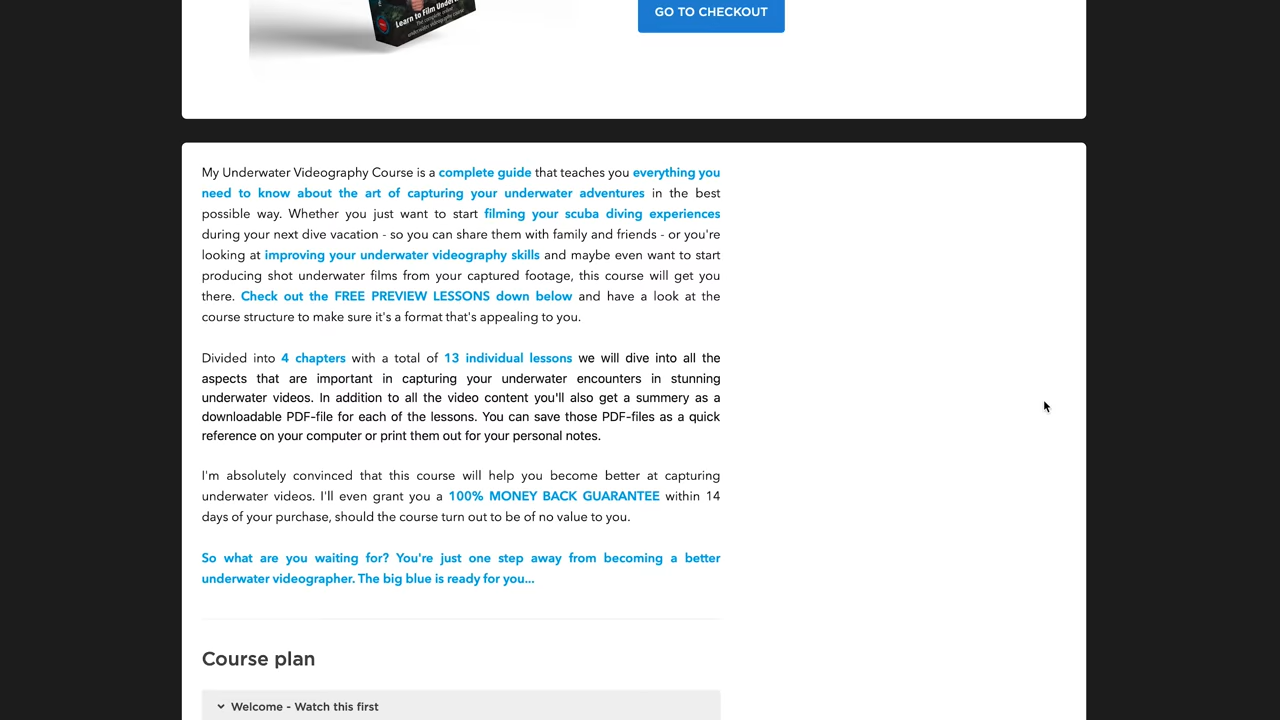 Learn to Film Under
The complete online
underwater videography course
GO TO CHECKOUT
My Underwater Videography Course is a complete guide that teaches you everything you
need to know about the art of capturing your underwater adventures in the best
possible way. Whether you just want to start filming your scuba diving experiences
during your next dive vacation - so you can share them with family and friends - or you're
looking at improving your underwater videography skills and maybe even want to start
producing shot underwater films from your captured footage, this course will get you
there. Check out the FREE PREVIEW LESSONS down below and have a look at the
course structure to make sure it's a format that's appealing to you.
Divided into 4 chapters with a total of 13 individual lessons we will dive into all the
aspects that are important in capturing your underwater encounters in stunning
underwater videos. In addition to all the video content you'll also get a summery as a
downloadable PDF-file for each of the lessons. You can save those PDF-files as a quick
reference on your computer or print them out for your personal notes.
I'm absolutely convinced that this course will help you become better at capturing
underwater videos. I'll even grant you a 100% MONEY BACK GUARANTEE within 14
days of your purchase, should the course turn out to be of no value to you.
So what are you waiting for? You're just one step away from becoming a better
underwater videographer. The big blue is ready for you...
Course plan
Welcome - Watch this first